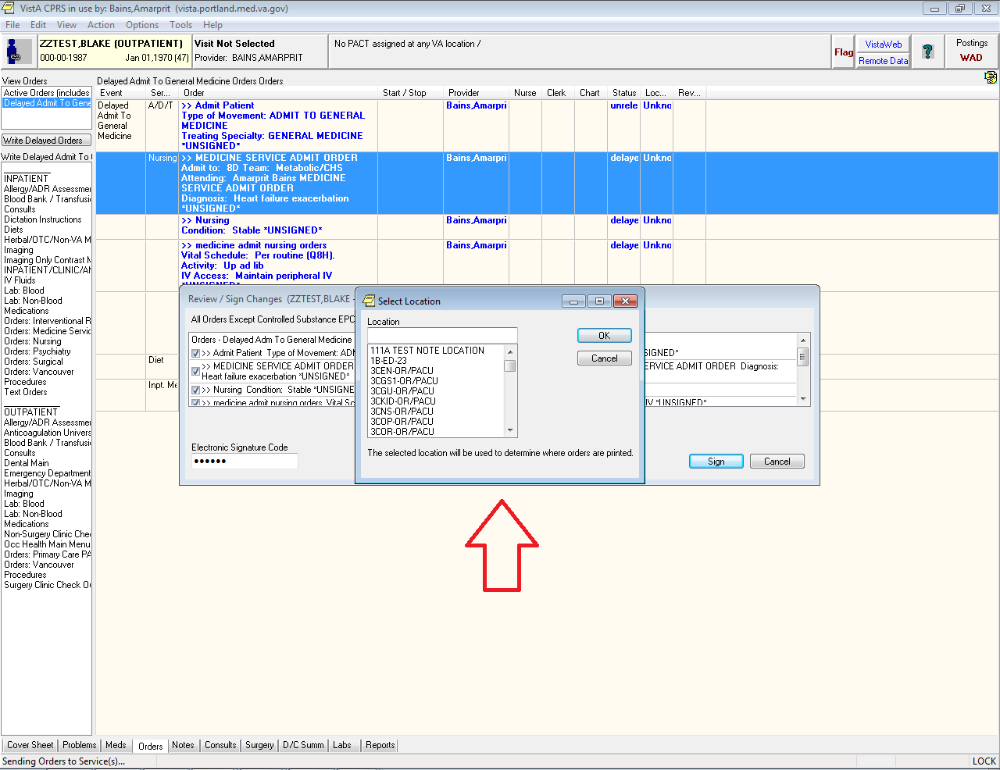 VistA CPRS in use by: Bains,Amarprit (vista.portland.med.va.gov)
File Edit View Action Options Tools Help
ZZTEST,BLAKE (OUTPATIENT)
000-00-1987 Jan 01,1970 (47)
Visit Not Selected
Provider: BAINS,AMARPRIT
No PACT assigned at any VA location /
Flag
VistaWeb
Remote Data
?
Postings
WAD
View Orders
Active Orders (includes
Delayed Admit To Gene
Write Delayed Orders
Write Delayed Admit To
INPATIENT
Allergy/ADR Assessmen
Blood Bank / Transfusi
Consults
Dictation Instructions
Diets
Herbal/OTC/Non-VA M
Imaging
Imaging Only Contrast M
INPATIENT/CLINIC/A
IV Fluids
Lab: Blood
Lab: Non-Blood
Medications
Orders: Interventional R
Orders: Medicine Servic
Orders: Nursing
Orders: Psychiatry
Orders: Surgical
Orders: Vancouver
Procedures
Text Orders
OUTPATIENT
Allergy/ADR Assessme
Anticoagulation Univers
Blood Bank / Transfusi
Consults
Dental Main
Emergency Department
Herbal/OTC/Non-VA M
Imaging
Lab: Blood
Lab: Non-Blood
Medications
Non-Surgery Clinic Che
Occ Health Main Menu
Orders: Primary Care PA
Orders: Vancouver
Procedures
Surgery Clinic Check O
Delayed Admit To General Medicine Orders Orders
Event Ser... Order Start / Stop Provider Nurse Clerk Chart Status Loc... Rev...
Delayed Admit To General Medicine A/D/T >> Admit Patient Bains,Amarpri unrele Unkno
Type of Movement: ADMIT TO GENERAL
MEDICINE
Treating Specialty: GENERAL MEDICINE
*UNSIGNED*
Nursing >> MEDICINE SERVICE ADMIT ORDER Bains,Amarpri delaye Unkno
Admit to: 8D Team: Metabolic/CHS
Attending: Amarprit Bains MEDICINE
SERVICE ADMIT ORDER
Diagnosis: Heart failure exacerbation
*UNSIGNED*
>> Nursing Bains,Amarpri delaye Unkno
Condition: Stable *UNSIGNED*
>> medicine admit nursing orders Bains,Amarpri delaye Unkno
Vital Schedule: Per routine (Q8H).
Activity: Up ad lib
IV Access: Maintain peripheral IV
*UNSIGNED*
Diet
Inpt. Me
Review / Sign Changes (ZZTEST,BLAKE -
All Orders Except Controlled Substance EPC
Orders - Delayed Adm To General Medicine
>> Admit Patient Type of Movement: ADM
SIGNED*
>> MEDICINE SERVICE ADMIT ORDER
ERVICE ADMIT ORDER Diagnosis:
Heart failure exacerbation *UNSIGNED*
>> Nursing Condition: Stable *UNSIGNE
>> medicine admit nursing orders Vital Sc
IV *UNSIGNED*
Electronic Signature Code
••••••
Sign Cancel
Select Location
Location
OK
Cancel
111A TEST NOTE LOCATION
1B-ED-23
3CEN-OR/PACU
3CGS1-OR/PACU
3CGU-OR/PACU
3CKID-OR/PACU
3CNS-OR/PACU
3COP-OR/PACU
3COR-OR/PACU
The selected location will be used to determine where orders are printed.
Cover Sheet Problems Meds Orders Notes Consults Surgery D/C Summ Labs Reports
Sending Orders to Service(s)... LOCK